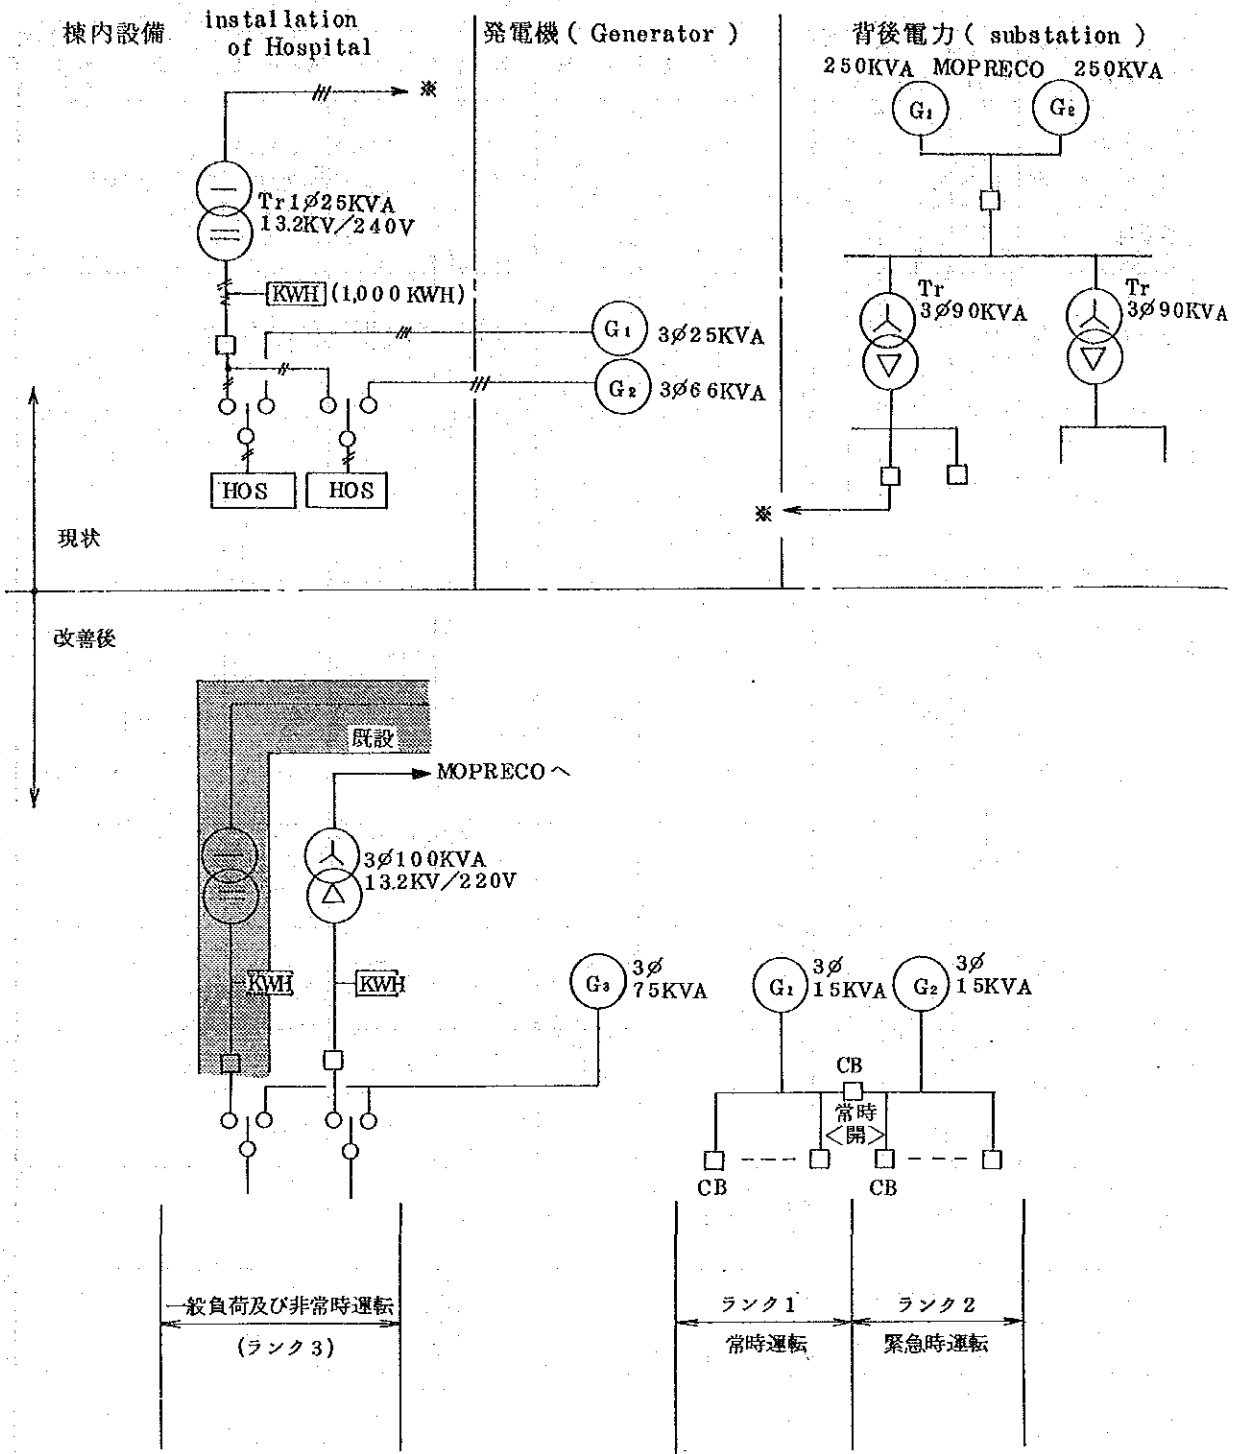 棟内設備 installation
of Hospital
発電機 ( Generator )
背後電力 ( substation )
250KVA MOPRECO 250KVA
G1
G2
※
Tr 1ø25KVA
13.2KV/240V
KWH (1,000KWH)
G1 3ø25KVA
G2 3ø66KVA
Tr
3ø90KVA
Tr
3ø90KVA
HOS
HOS
※
現状
改善後
既設
MOPRECOへ
3ø100KVA
13.2KV/220V
KWH
KWH
G3 3ø
75KVA
G1 3ø
15KVA
G2 3ø
15KVA
CB
常時
<開>
CB
CB
一般負荷及び非常時運転
(ランク3)
ランク1
常時運転
ランク2
緊急時運転